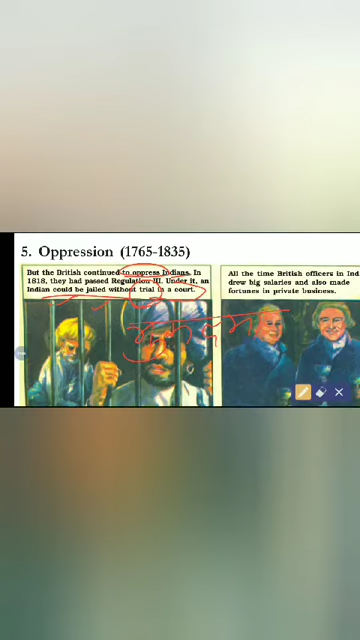 5. Oppression (1765-1835)
But the British continued to oppress Indians. In
1818, they had passed Regulation III. Under it, an
Indian could be jailed without trial in a court.
All the time British officers in Ind
drew big salaries and also made
fortunes in private business.